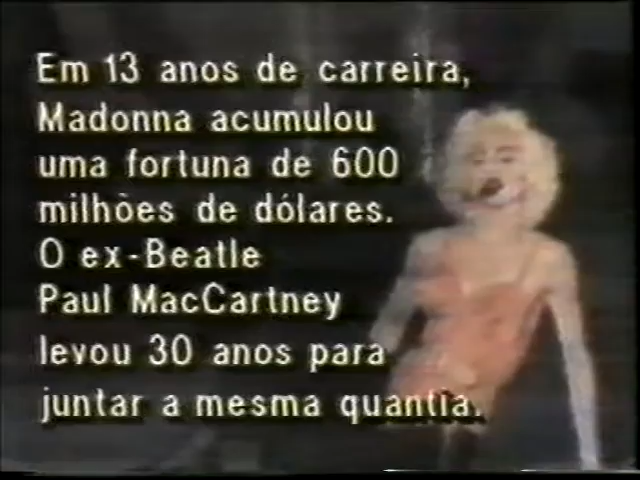 Em 13 anos de carreira,
Madonna acumulou
uma fortuna de 600
milhões de dólares.
O ex-Beatle
Paul MacCartney
levou 30 anos para
juntar a mesma quantia.